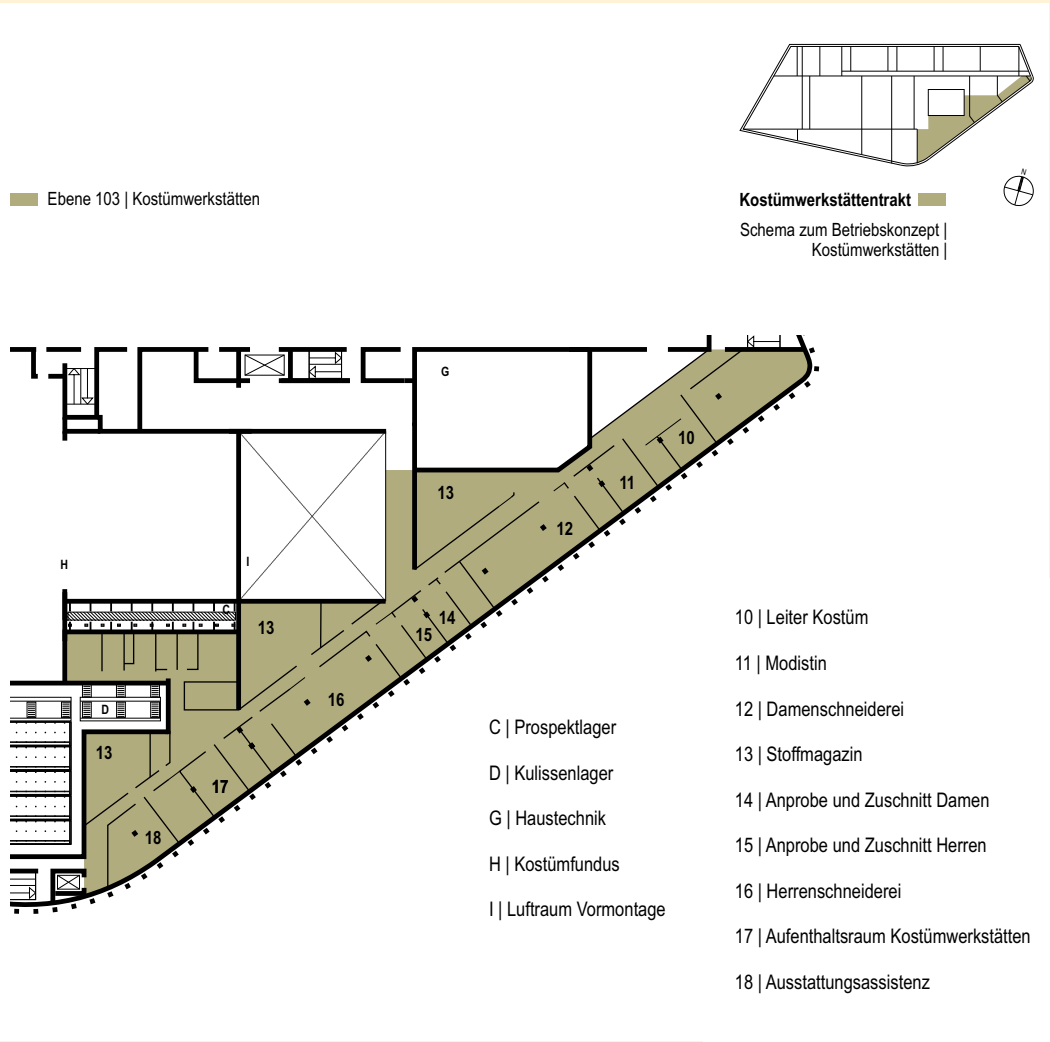 N
Ebene 103 | Kostümwerkstätten
Kostümwerkstättentrakt
Schema zum Betriebskonzept |
Kostümwerkstätten |
G
10
13
11
12
H
I
C
13
14
15
16
D
13
17
18
C | Prospektlager
D | Kulissenlager
G | Haustechnik
H | Kostümfundus
I | Luftraum Vormontage
10 | Leiter Kostüm
11 | Modistin
12 | Damenschneiderei
13 | Stoffmagazin
14 | Anprobe und Zuschnitt Damen
15 | Anprobe und Zuschnitt Herren
16 | Herrenschneiderei
17 | Aufenthaltsraum Kostümwerkstätten
18 | Ausstattungsassistenz